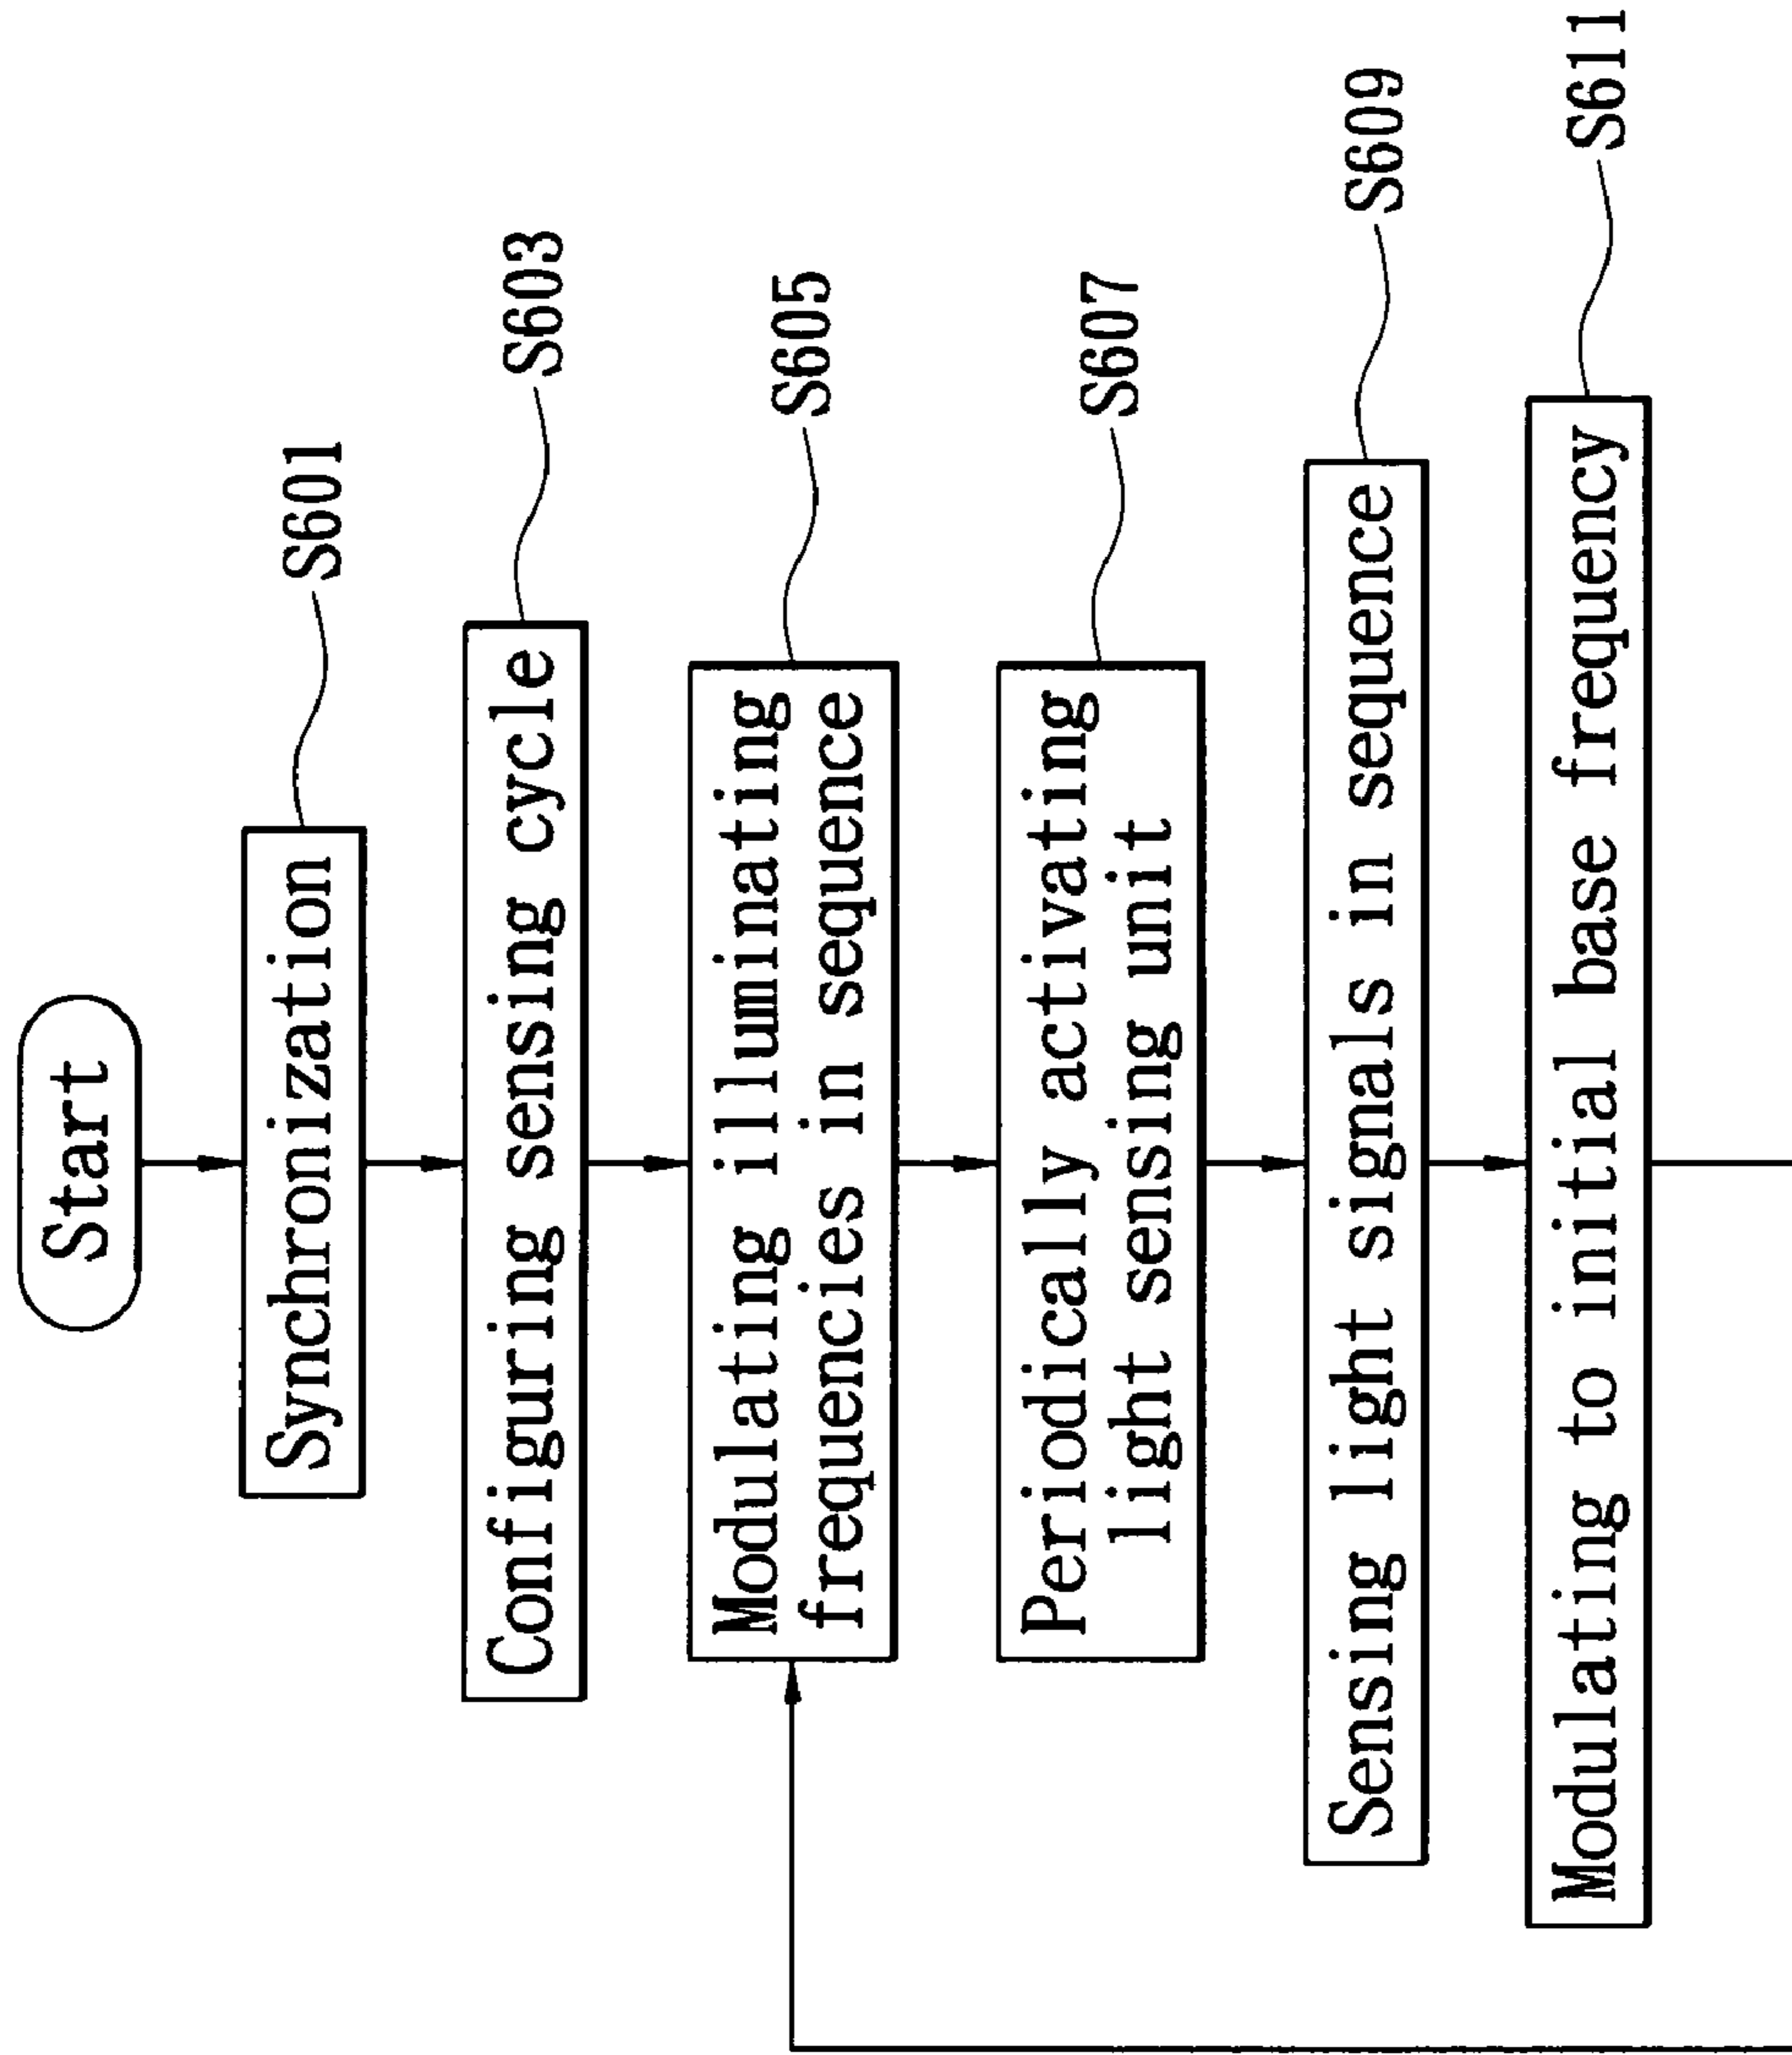 Start
Synchronization
S601
Configuring sensing cycle
S603
Modulating illuminating
frequencies in sequence
S605
Periodically activating
light sensing unit
S607
Sensing light signals in sequence
S609
Modulating to initial base frequency
S611